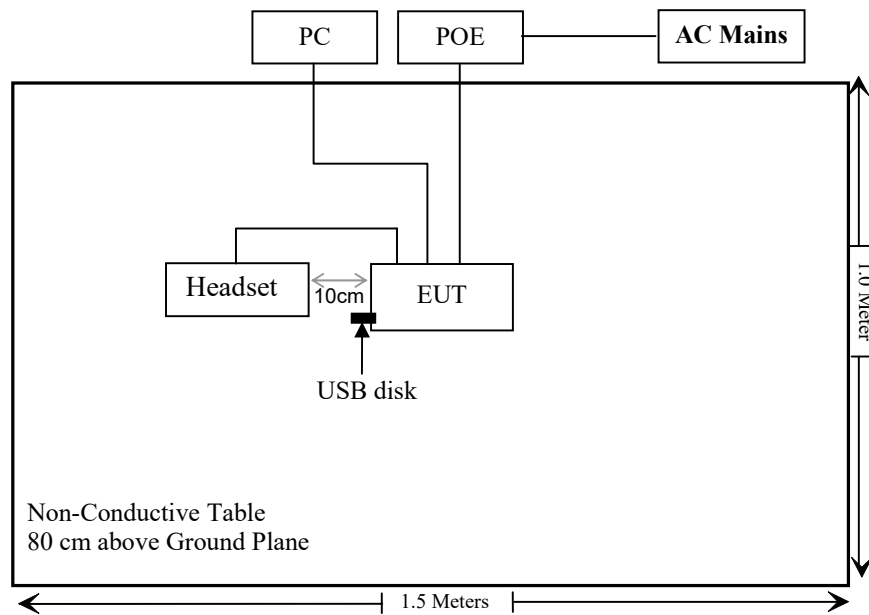 PC
POE
AC Mains
Headset
10cm
EUT
USB disk
1.0 Meter
Non-Conductive Table
80 cm above Ground Plane
1.5 Meters